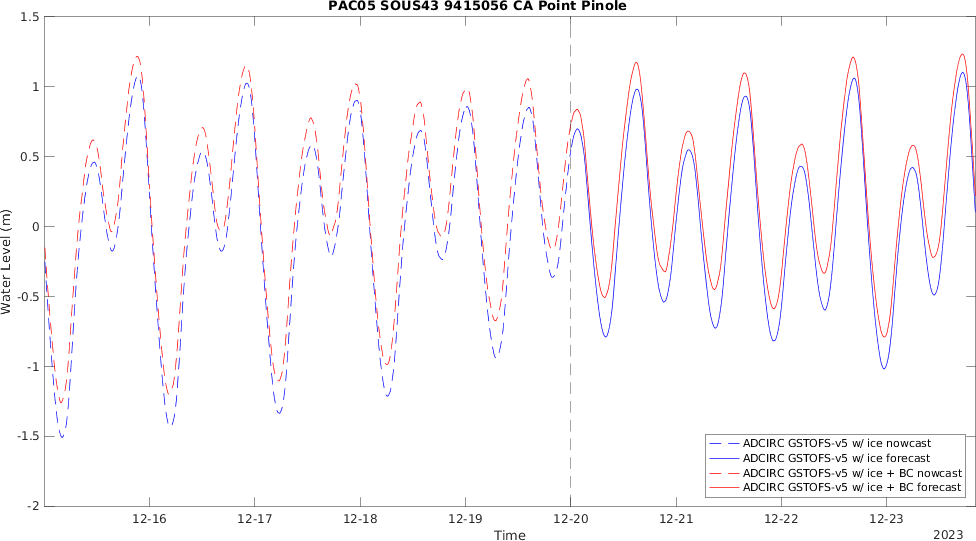 PAC05 SOUS43 9415056 CA Point Pinole
1.5
1
0.5
0
-0.5
-1
-1.5
-2
Water Level (m)
12-16
12-17
12-18
12-19
12-20
12-21
12-22
12-23
Time
2023
ADCIRC GSTOFS-v5 w/ ice nowcast
ADCIRC GSTOFS-v5 w/ ice forecast
ADCIRC GSTOFS-v5 w/ ice + BC nowcast
ADCIRC GSTOFS-v5 w/ ice + BC forecast